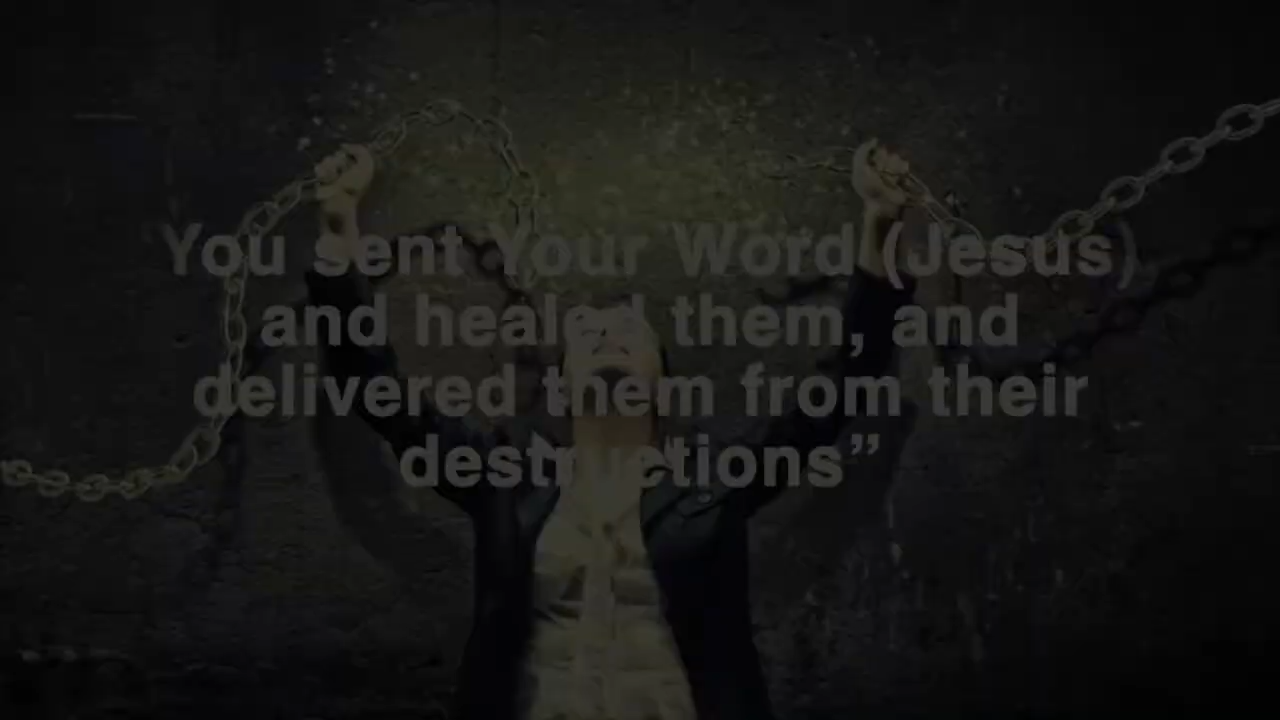 You sent Your Word (Jesus)
and healed them, and
delivered them from their
destructions”